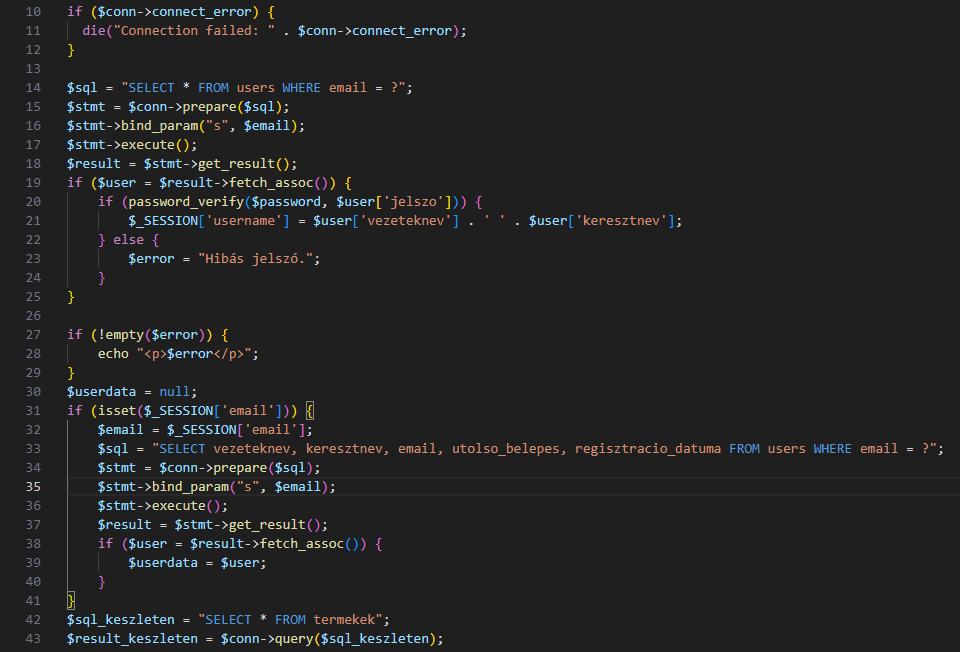 10 if ($conn->connect_error) {
11 die("Connection failed: " . $conn->connect_error);
12 }
13
14 $sql = "SELECT * FROM users WHERE email = ?";
15 $stmt = $conn->prepare($sql);
16 $stmt->bind_param("s", $email);
17 $stmt->execute();
18 $result = $stmt->get_result();
19 if ($user = $result->fetch_assoc()) {
20 if (password_verify($password, $user['jelszo'])) {
21 $_SESSION['username'] = $user['vezeteknev'] . ' ' . $user['keresztnev'];
22 } else {
23 $error = "Hibás jelszó.";
24 }
25 }
26
27 if (!empty($error)) {
28 echo "<p>$error</p>";
29 }
30 $userdata = null;
31 if (isset($_SESSION['email'])) {
32 $email = $_SESSION['email'];
33 $sql = "SELECT vezeteknev, keresztnev, email, utolso_belepes, regisztracio_datuma FROM users WHERE email = ?";
34 $stmt = $conn->prepare($sql);
35 $stmt->bind_param("s", $email);
36 $stmt->execute();
37 $result = $stmt->get_result();
38 if ($user = $result->fetch_assoc()) {
39 $userdata = $user;
40 }
41 }
42 $sql_keszleten = "SELECT * FROM termekek";
43 $result_keszleten = $conn->query($sql_keszleten);